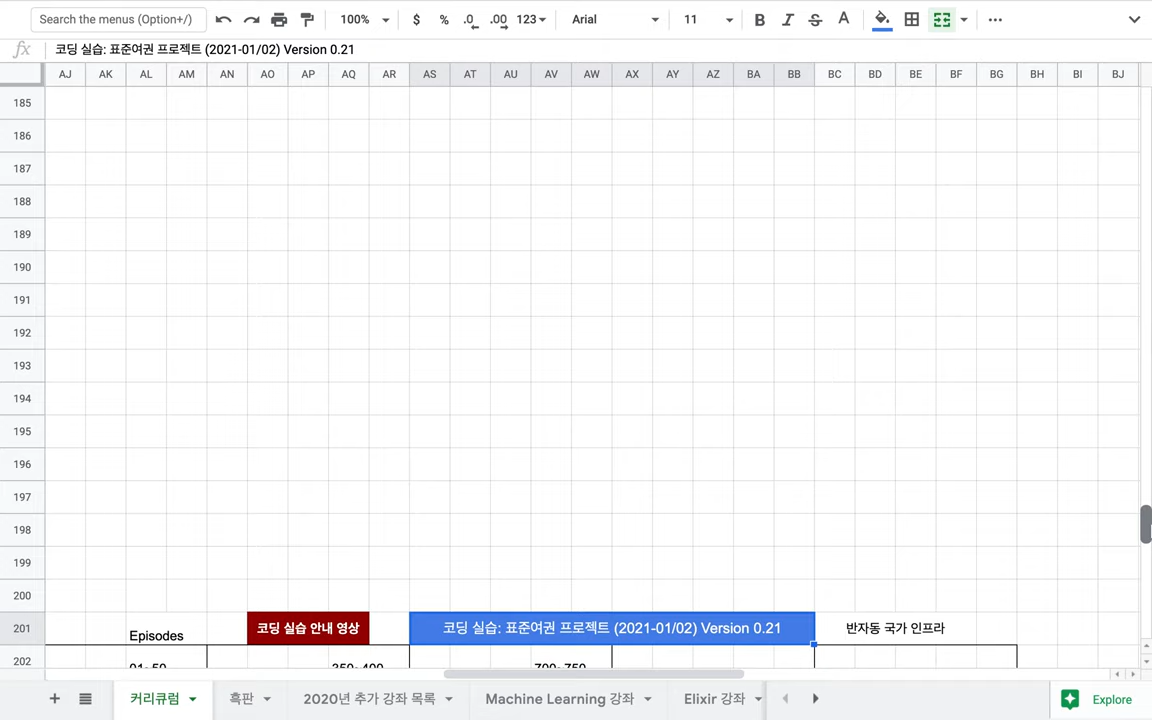 Search the menus (Option+/) 100% $ % .0 .00 123 Arial 11 B I S A
fx 코딩 실습: 표준여권 프로젝트 (2021-01/02) Version 0.21
AJ AK AL AM AN AO AP AQ AR AS AT AU AV AW AX AY AZ BA BB BC BD BE BF BG BH BI BJ
185
186
187
188
189
190
191
192
193
194
195
196
197
198
199
200
201 Episodes 코딩 실습 안내 영상 코딩 실습: 표준여권 프로젝트 (2021-01/02) Version 0.21 반자동 국가 인프라
202 01~50 350~400 700~750
커리큘럼 흑판 2020년 추가 강좌 목록 Machine Learning 강좌 Elixir 강좌 Explore